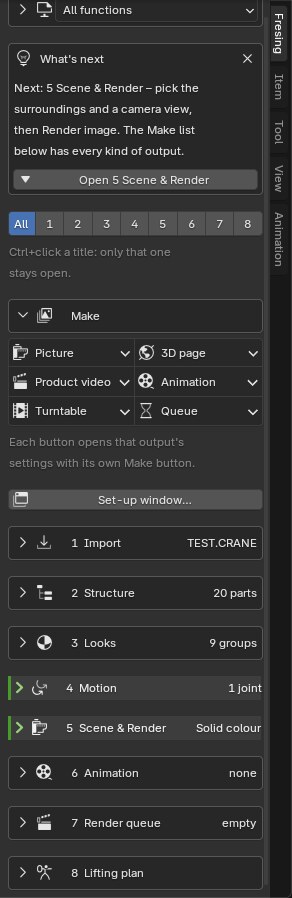 All functions
What's next
Next: 5 Scene & Render – pick the
surroundings and a camera view,
then Render image. The Make list
below has every kind of output.
Open 5 Scene & Render
All 1 2 3 4 5 6 7 8
Ctrl+click a title: only that one
stays open.
Make
Picture 3D page
Product video Animation
Turntable Queue
Each button opens that output's
settings with its own Make button.
Set-up window...
1 Import TEST.CRANE
2 Structure 20 parts
3 Looks 9 groups
4 Motion 1 joint
5 Scene & Render Solid colour
6 Animation none
7 Render queue empty
8 Lifting plan
Fresing
Item
Tool
View
Animation